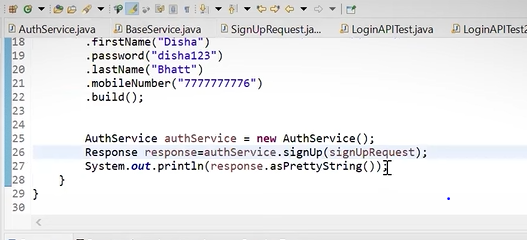 AuthService.java
BaseService.java
SignUpRequest.ja...
LoginAPITest.java
LoginAPITest2
18 .firstName("Disha")
19 .password("disha123")
20 .lastName("Bhatt")
21 .mobileNumber("7777777776")
22 .build();
23
24
25 AuthService authService = new AuthService();
26 Response response=authService.signUp(signUpRequest);
27 System.out.println(response.asPrettyString());
28 }
29 }
30